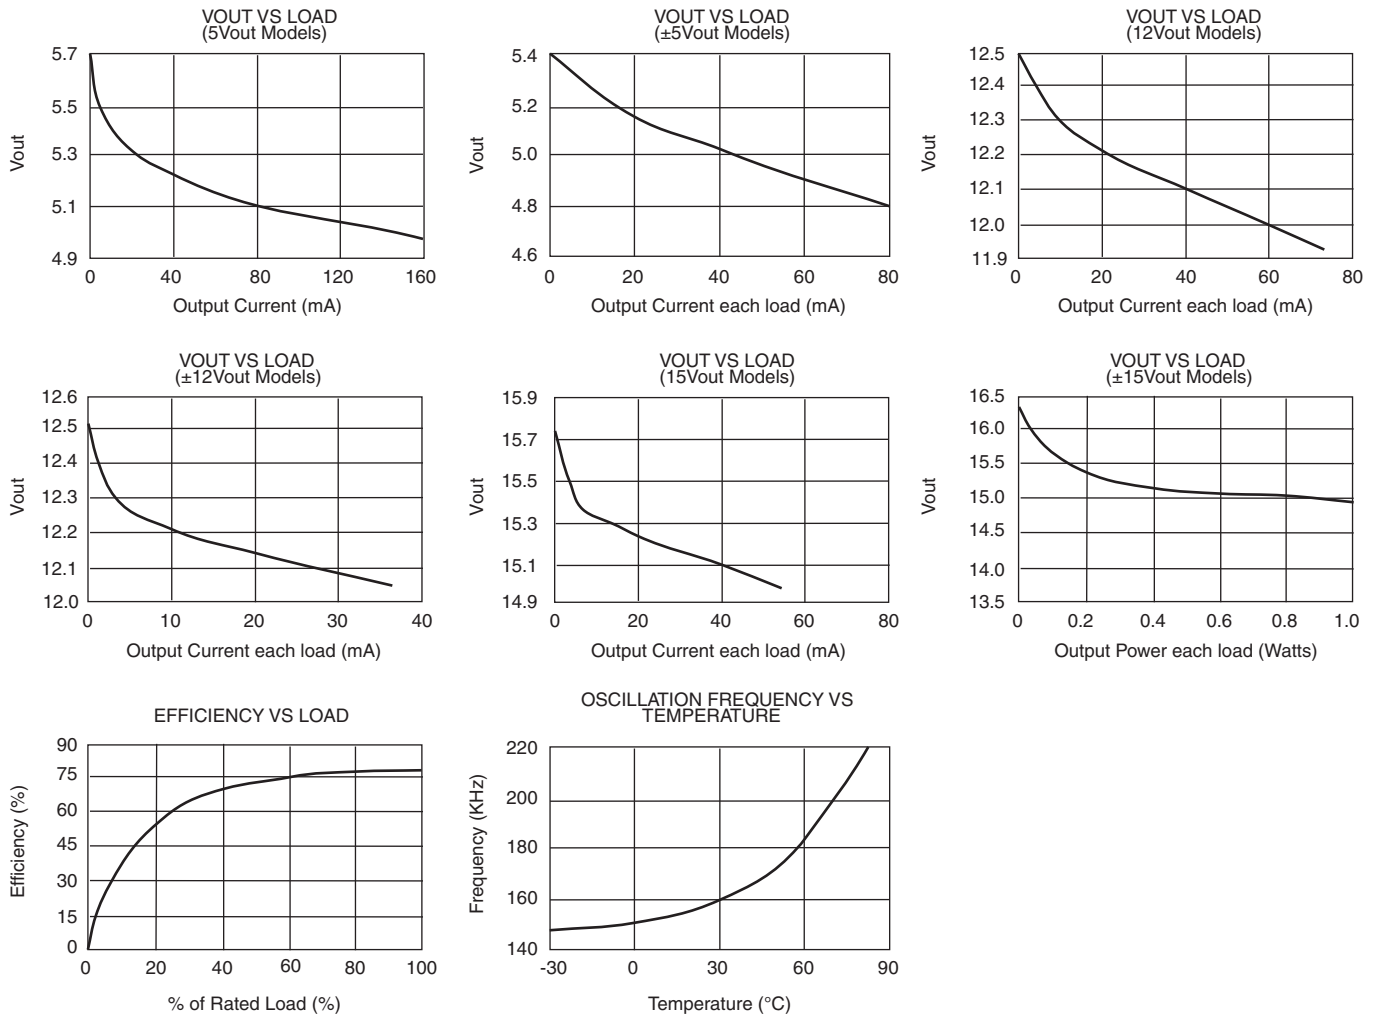 VOUT VS LOAD
(5Vout Models)
5.7
5.5
5.3
5.1
4.9
Vout
0 40 80 120 160
Output Current (mA)
VOUT VS LOAD
(±5Vout Models)
5.4
5.2
5.0
4.8
4.6
Vout
0 20 40 60 80
Output Current each load (mA)
VOUT VS LOAD
(12Vout Models)
12.5
12.4
12.3
12.2
12.1
12.0
11.9
Vout
0 20 40 60 80
Output Current each load (mA)
VOUT VS LOAD
(±12Vout Models)
12.6
12.5
12.4
12.3
12.2
12.1
12.0
Vout
0 10 20 30 40
Output Current each load (mA)
VOUT VS LOAD
(15Vout Models)
15.9
15.7
15.5
15.3
15.1
14.9
Vout
0 20 40 60 80
Output Current each load (mA)
VOUT VS LOAD
(±15Vout Models)
16.5
16.0
15.5
15.0
14.5
14.0
13.5
Vout
0 0.2 0.4 0.6 0.8 1.0
Output Power each load (Watts)
EFFICIENCY VS LOAD
90
75
60
45
30
15
0
Efficiency (%)
0 20 40 60 80 100
% of Rated Load (%)
OSCILLATION FREQUENCY VS
TEMPERATURE
220
200
180
160
140
Frequency (KHz)
-30 0 30 60 90
Temperature (°C)